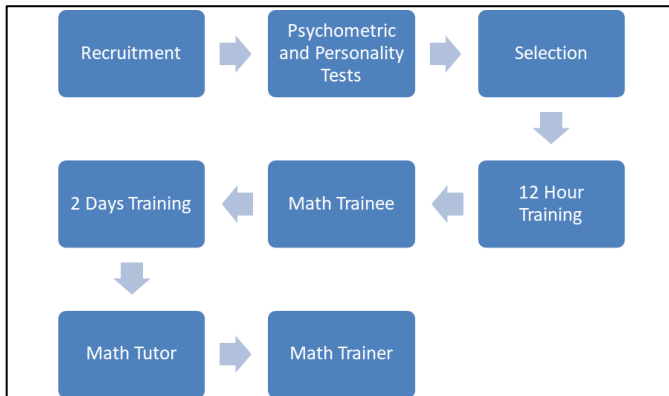 Recruitment
Psychometric
and Personality
Tests
Selection
12 Hour
Training
Math Trainee
2 Days Training
Math Tutor
Math Trainer